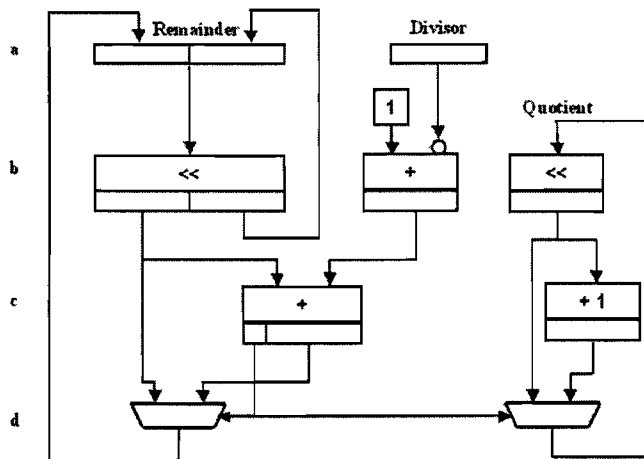 Remainder Divisor
a
1
Quotient
b << + <<
c + + 1
d